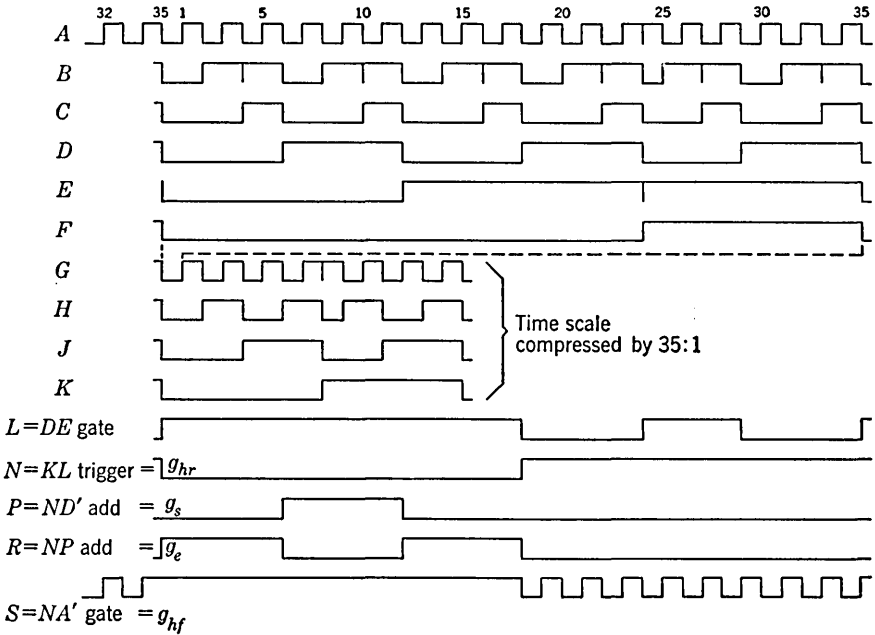 32 35 1 5 10 15 20 25 30 35
A
B
C
D
E
F
G
H
J
K
Time scale
compressed by 35:1
L=DE gate
N=KL trigger = g_hr
P=ND' add = g_s
R=NP add = g_e
S=NA' gate = g_hf